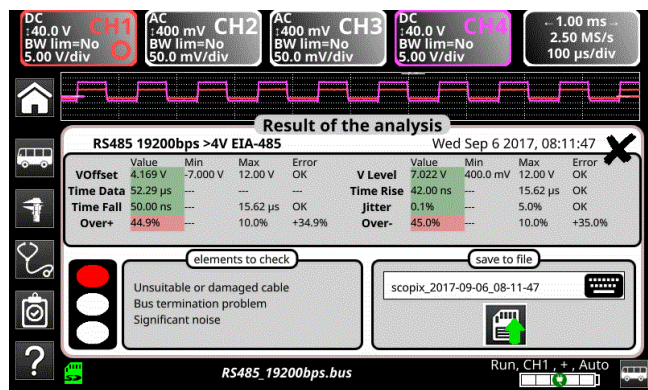 DC
↕40.0 V CH1
BW lim=No
5.00 V/div
AC
↕400 mV CH2
BW lim=No
50.0 mV/div
AC
↕400 mV CH3
BW lim=No
50.0 mV/div
DC
↕40.0 V CH4
BW lim=No
5.00 V/div
←1.00 ms→
2.50 MS/s
100 µs/div
Result of the analysis
RS485 19200bps >4V EIA-485 Wed Sep 6 2017, 08:11:47
Value Min Max Error Value Min Max Error
VOffset 4.169 V -7.000 V 12.00 V OK V Level 7.022 V 400.0 mV 12.00 V OK
Time Data 52.29 µs --- --- --- Time Rise 42.00 ns --- 15.62 µs OK
Time Fall 50.00 ns --- 15.62 µs OK Jitter 0.1% --- 5.0% OK
Over+ 44.9% --- 10.0% +34.9% Over- 45.0% --- 10.0% +35.0%
elements to check
Unsuitable or damaged cable
Bus termination problem
Significant noise
save to file
scopix_2017-09-06_08-11-47
?
RS485_19200bps.bus
Run, CH1 , + , Auto